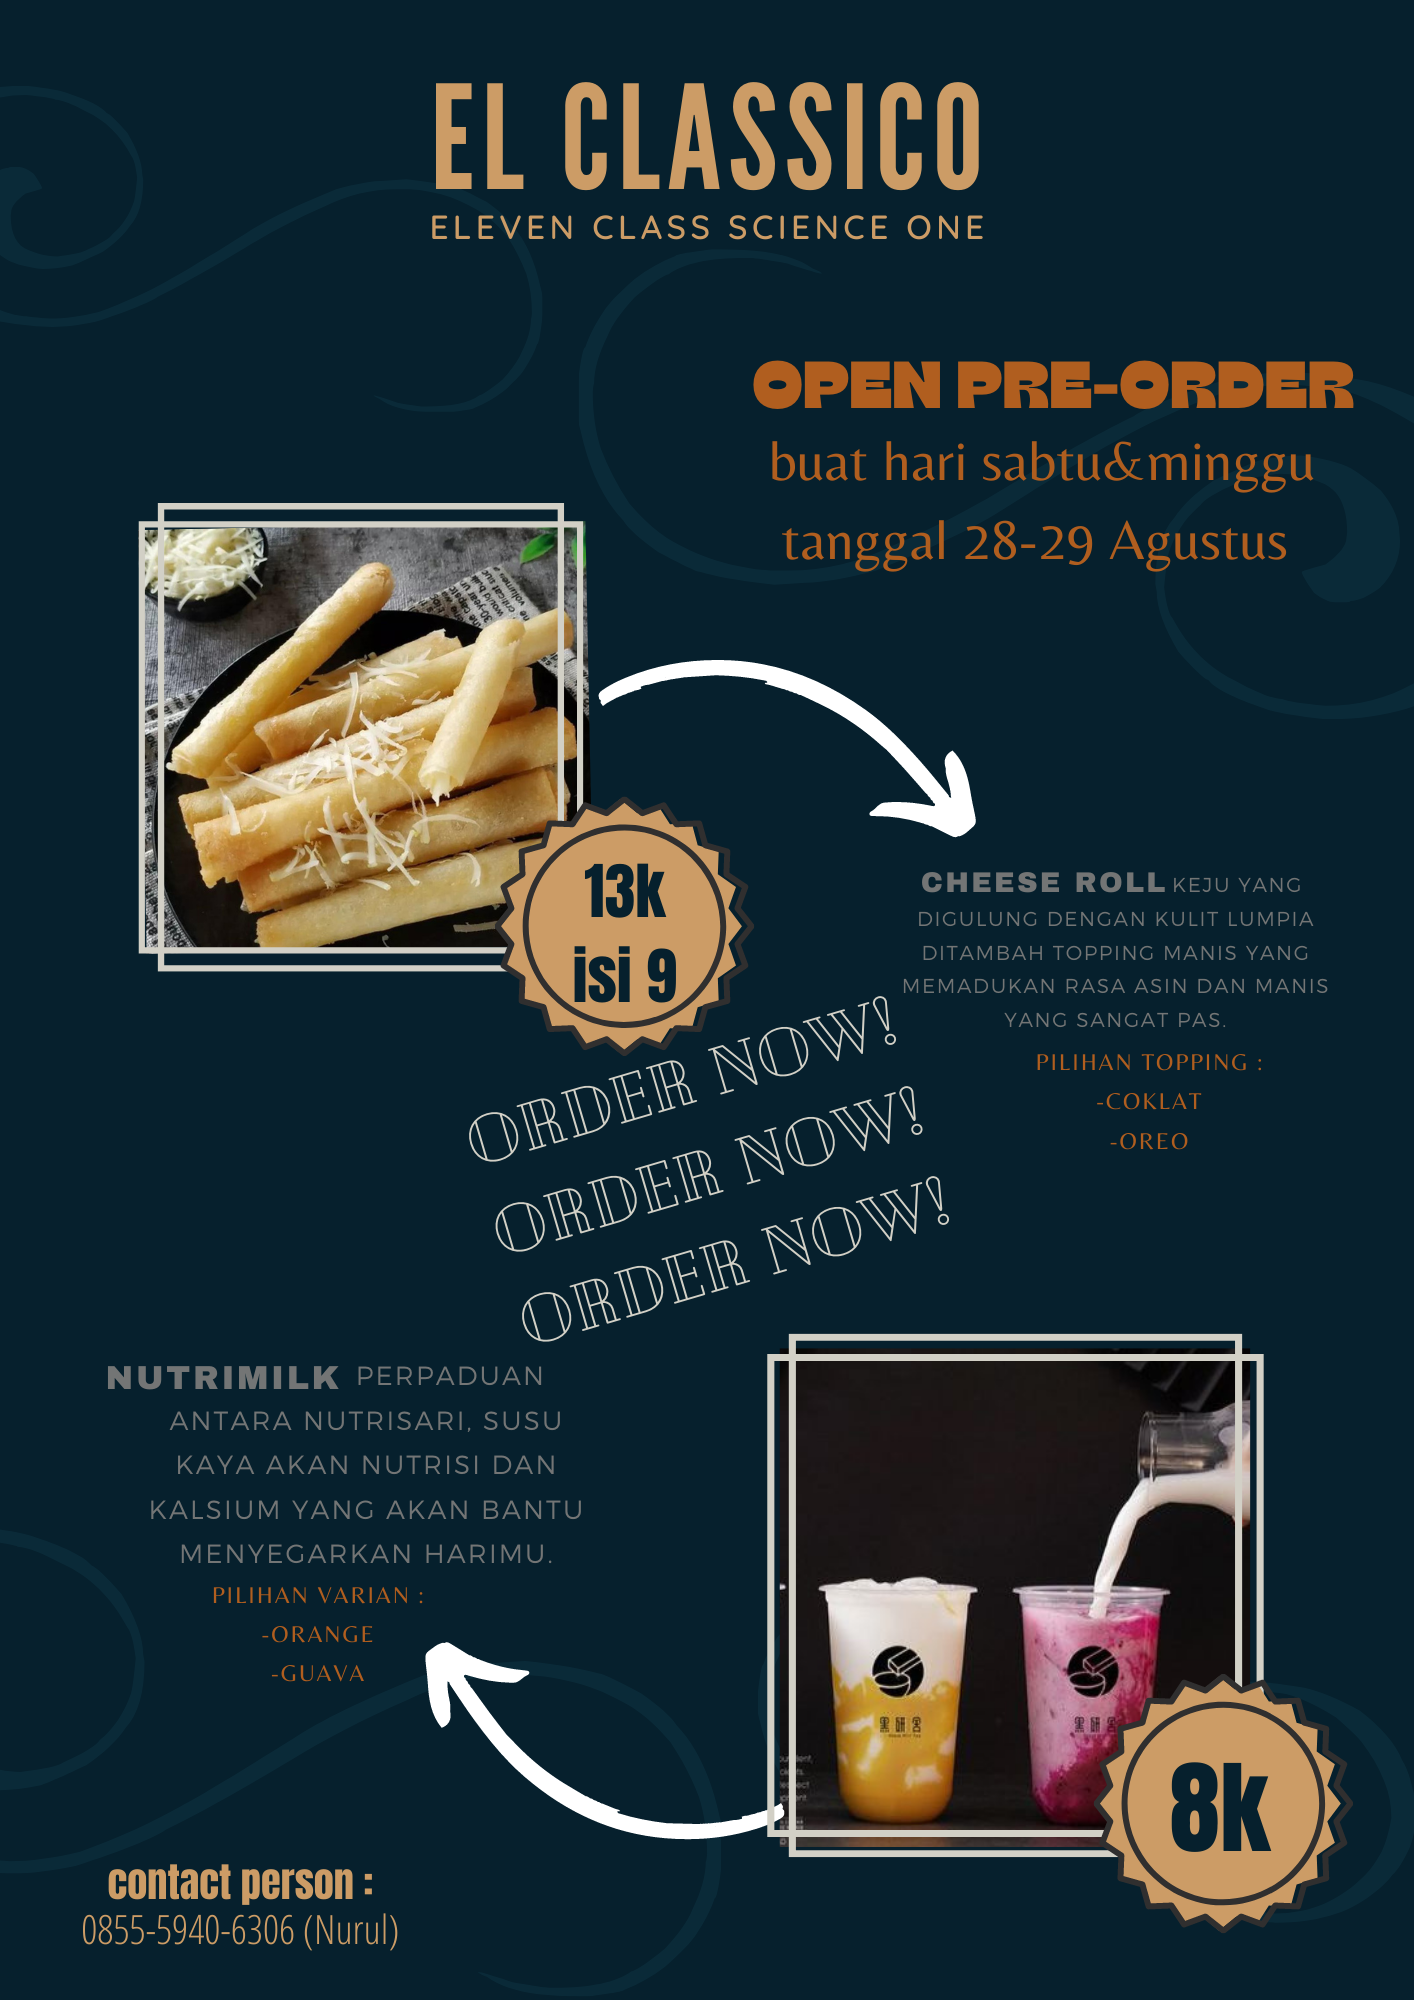 EL CLASSICO
ELEVEN CLASS SCIENCE ONE
OPEN PRE-ORDER
buat hari sabtu&minggu
tanggal 28-29 Agustus
13k
isi 9
CHEESE ROLL KEJU YANG
DIGULUNG DENGAN KULIT LUMPIA
DITAMBAH TOPPING MANIS YANG
MEMADUKAN RASA ASIN DAN MANIS
YANG SANGAT PAS.
PILIHAN TOPPING :
-COKLAT
-OREO
ORDER NOW!
ORDER NOW!
ORDER NOW!
NUTRIMILK PERPADUAN
ANTARA NUTRISARI, SUSU
KAYA AKAN NUTRISI DAN
KALSIUM YANG AKAN BANTU
MENYEGARKAN HARIMU.
PILIHAN VARIAN :
-ORANGE
-GUAVA
8k
contact person :
0855-5940-6306 (Nurul)